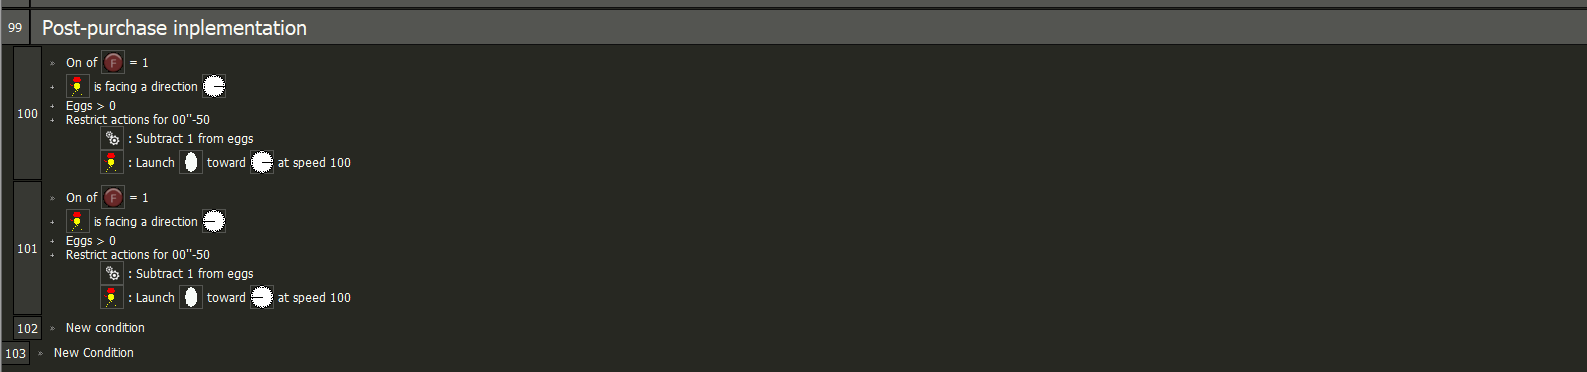 99 Post-purchase inplementation
100
» On of F = 1
+ is facing a direction
+ Eggs > 0
+ Restrict actions for 00"-50
: Subtract 1 from eggs
: Launch toward at speed 100
101
» On of F = 1
+ is facing a direction
+ Eggs > 0
+ Restrict actions for 00"-50
: Subtract 1 from eggs
: Launch toward at speed 100
102 » New condition
103 » New Condition